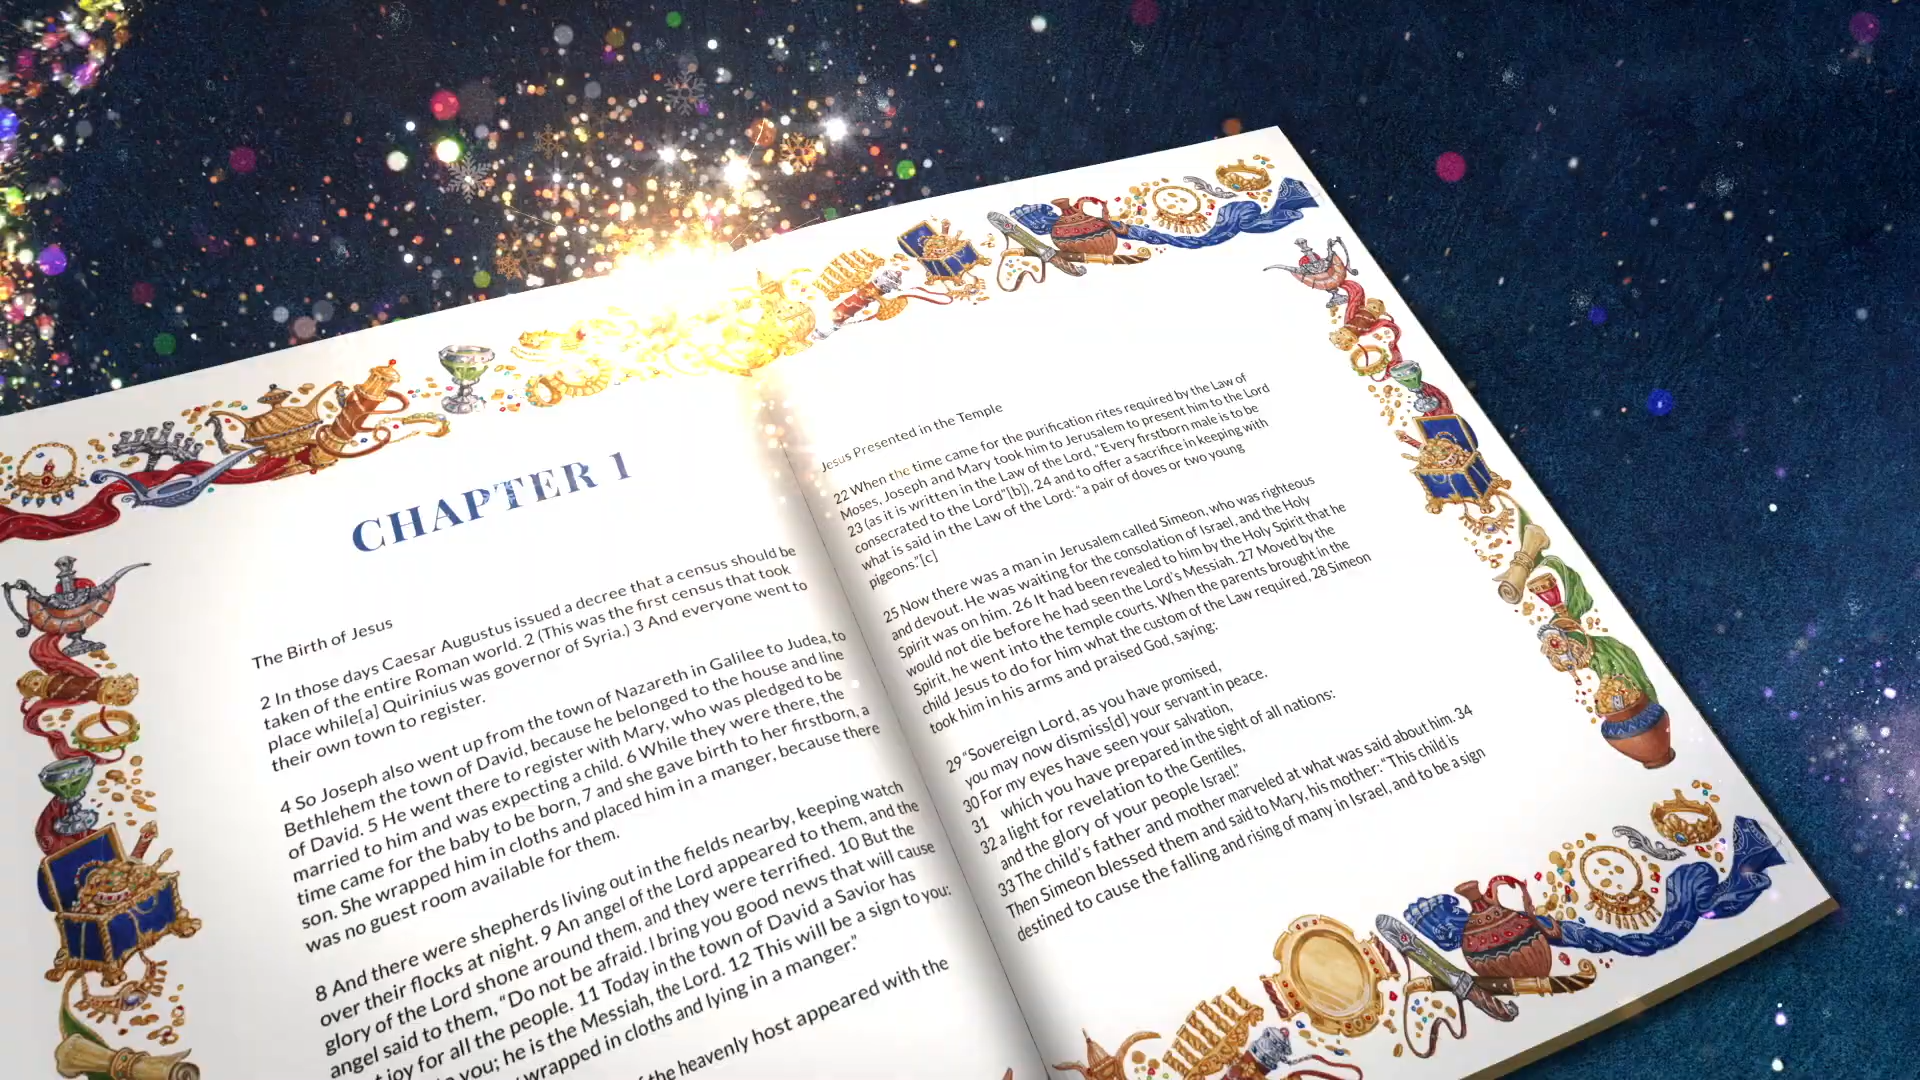 CHAPTER 1
The Birth of Jesus
2 In those days Caesar Augustus issued a decree that a census should be
taken of the entire Roman world. 2 (This was the first census that took
place while[a] Quirinius was governor of Syria.) 3 And everyone went to
their own town to register.
4 So Joseph also went up from the town of Nazareth in Galilee to Judea, to
Bethlehem the town of David, because he belonged to the house and line
of David. 5 He went there to register with Mary, who was pledged to be
married to him and was expecting a child. 6 While they were there, the
time came for the baby to be born, 7 and she gave birth to her firstborn, a
son. She wrapped him in cloths and placed him in a manger, because there
was no guest room available for them.
8 And there were shepherds living out in the fields nearby, keeping watch
over their flocks at night. 9 An angel of the Lord appeared to them, and the
glory of the Lord shone around them, and they were terrified. 10 But the
angel said to them, “Do not be afraid. I bring you good news that will cause
joy for all the people. 11 Today in the town of David a Savior has
you; he is the Messiah, the Lord. 12 This will be a sign to you:
wrapped in cloths and lying in a manger.”
the heavenly host appeared with the
Jesus Presented in the Temple
22 When the time came for the purification rites required by the Law of
Moses, Joseph and Mary took him to Jerusalem to present him to the Lord
23 (as it is written in the Law of the Lord, “Every firstborn male is to be
consecrated to the Lord”[b]), 24 and to offer a sacrifice in keeping with
what is said in the Law of the Lord: “a pair of doves or two young
pigeons.”[c]
25 Now there was a man in Jerusalem called Simeon, who was righteous
and devout. He was waiting for the consolation of Israel, and the Holy
Spirit was on him. 26 It had been revealed to him by the Holy Spirit that he
would not die before he had seen the Lord’s Messiah. 27 Moved by the
Spirit, he went into the temple courts. When the parents brought in the
child Jesus to do for him what the custom of the Law required, 28 Simeon
took him in his arms and praised God, saying:
29 “Sovereign Lord, as you have promised,
you may now dismiss[d] your servant in peace.
30 For my eyes have seen your salvation,
31 which you have prepared in the sight of all nations:
32 a light for revelation to the Gentiles,
and the glory of your people Israel.”
33 The child’s father and mother marveled at what was said about him. 34
Then Simeon blessed them and said to Mary, his mother: “This child is
destined to cause the falling and rising of many in Israel, and to be a sign